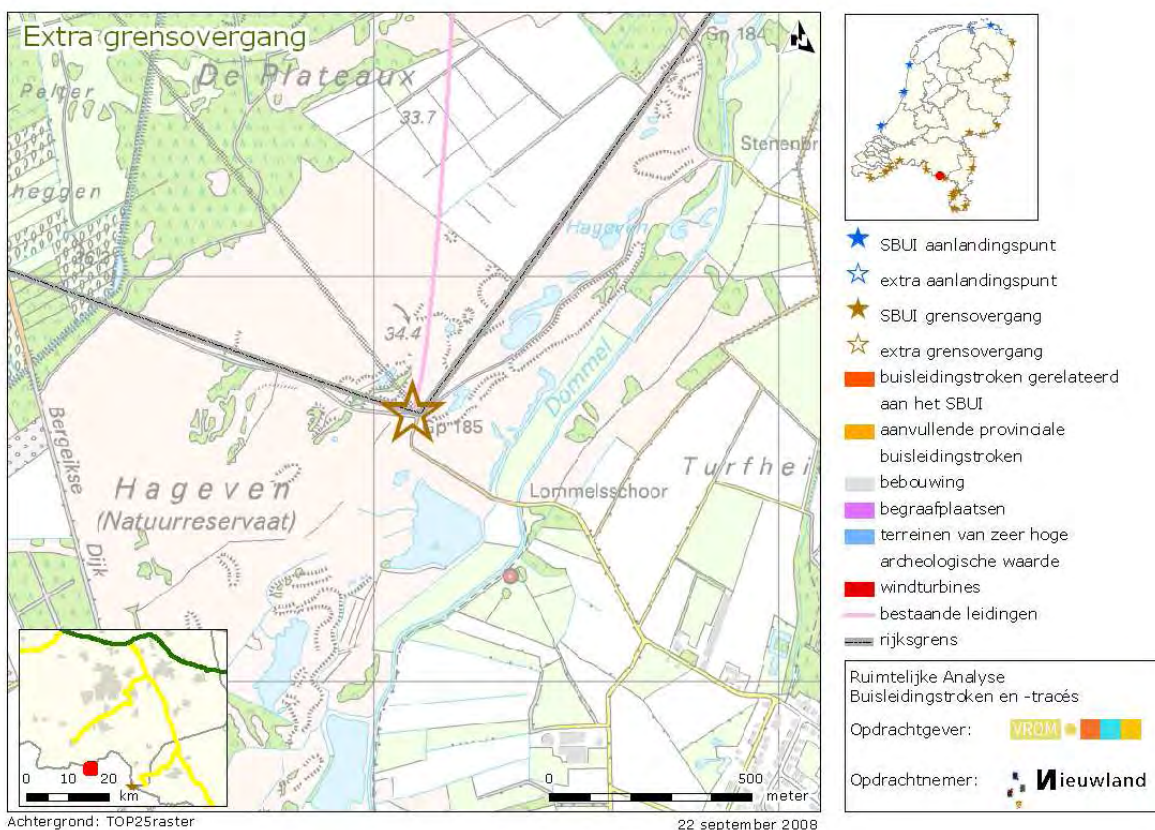 Extra grensovergang
N
Gp 184
De Plateaux
Pelter
33.7
Stenenbr
heggen
Hageven
36.3
34.4
Dommel
Gp 185
Bergeikse
Dijk
Turfhei
Hageven
(Natuurreservaat)
Lommelsschoor
0 10 20
km
0 500
meter
Achtergrond: TOP25raster
22 september 2008
SBUI aanlandingspunt
extra aanlandingspunt
SBUI grensovergang
extra grensovergang
buisleidingstroken gerelateerd
aan het SBUI
aanvullende provinciale
buisleidingstroken
bebouwing
begraafplaatsen
terreinen van zeer hoge
archeologische waarde
windturbines
bestaande leidingen
rijksgrens
Ruimtelijke Analyse
Buisleidingstroken en -tracés
Opdrachtgever: VROM
Opdrachtnemer: Nieuwland